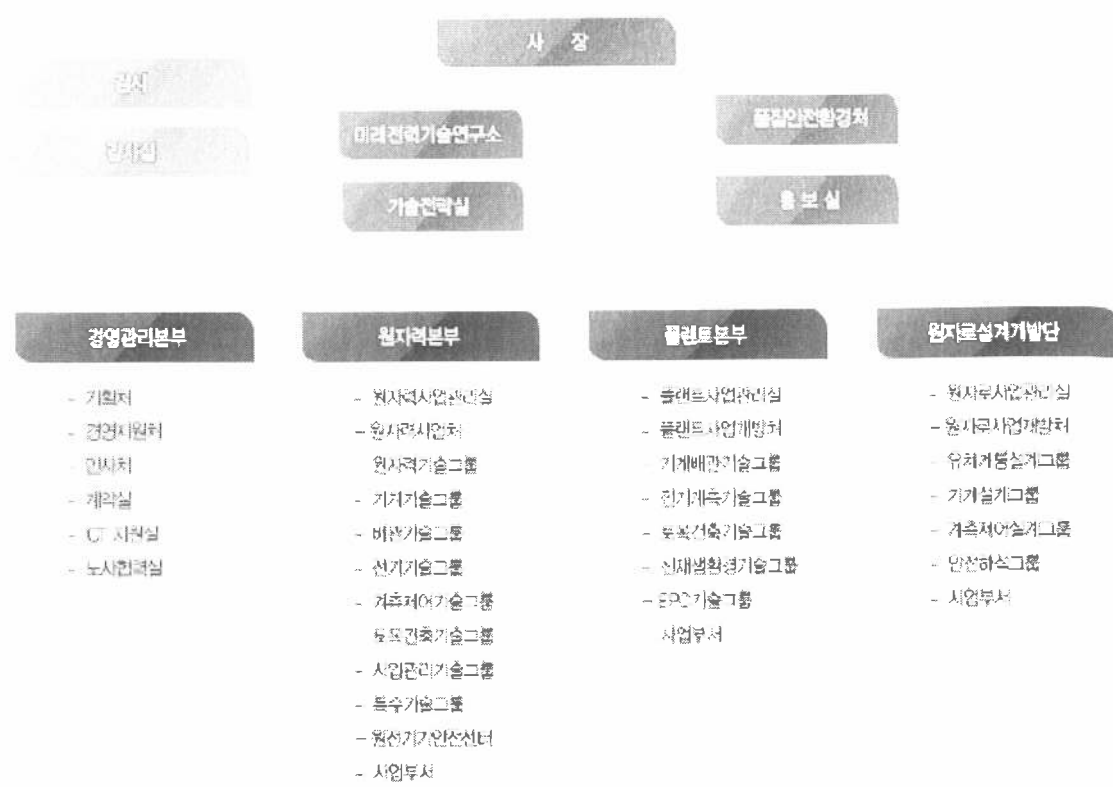 사 장
감사
감사실
미래전력기술연구소
품질안전환경처
기술전략실
홍 보 실
경영관리본부
- 기획처
- 경영지원처
- 인사처
- 계약실
- ICT 지원실
- 노사협력실
원자력본부
- 원자력사업관리실
- 원자력사업처
원자력기술그룹
- 기계기술그룹
- 배관기술그룹
- 전기기술그룹
- 계측제어기술그룹
토목건축기술그룹
- 사업관리기술그룹
- 특수기술그룹
- 원전기기안전센터
- 사업부서
플랜트본부
- 플랜트사업관리실
- 플랜트사업개발처
- 기계배관기술그룹
- 전기계측기술그룹
- 토목건축기술그룹
- 신재생환경기술그룹
- EPC기술그룹
사업부서
원자로설계개발단
- 원자로사업관리실
- 원자로사업개발처
- 유체계통설계그룹
- 기계설계그룹
- 계측제어설계그룹
- 안전해석그룹
- 사업부서